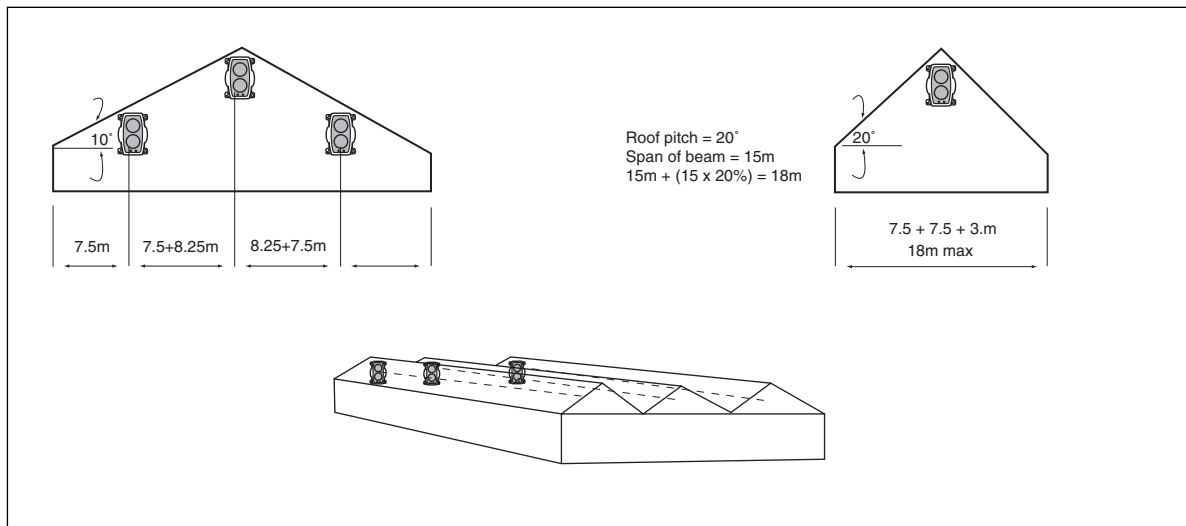 10˚
7.5m
7.5+8.25m
8.25+7.5m
Roof pitch = 20˚
Span of beam = 15m
15m + (15 x 20%) = 18m
20˚
7.5 + 7.5 + 3.m
18m max